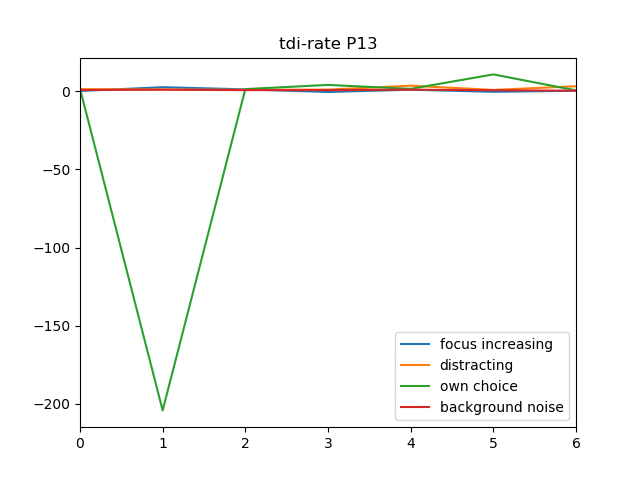 tdi-rate P13
0
−50
−100
−150
−200
0 1 2 3 4 5 6
focus increasing
distracting
own choice
background noise